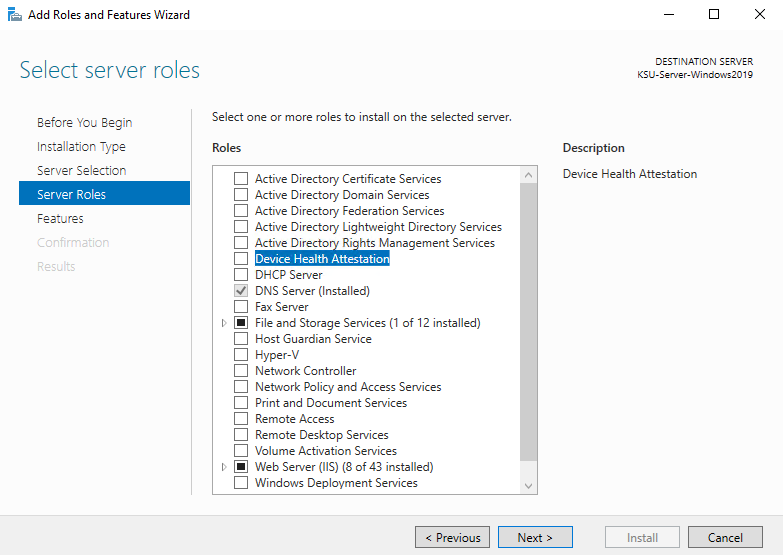 Add Roles and Features Wizard
Select server roles
DESTINATION SERVER
KSU-Server-Windows2019
Before You Begin
Installation Type
Server Selection
Server Roles
Features
Confirmation
Results
Select one or more roles to install on the selected server.
Roles
Active Directory Certificate Services
Active Directory Domain Services
Active Directory Federation Services
Active Directory Lightweight Directory Services
Active Directory Rights Management Services
Device Health Attestation
DHCP Server
DNS Server (Installed)
Fax Server
File and Storage Services (1 of 12 installed)
Host Guardian Service
Hyper-V
Network Controller
Network Policy and Access Services
Print and Document Services
Remote Access
Remote Desktop Services
Volume Activation Services
Web Server (IIS) (8 of 43 installed)
Windows Deployment Services
Description
Device Health Attestation
< Previous
Next >
Install
Cancel